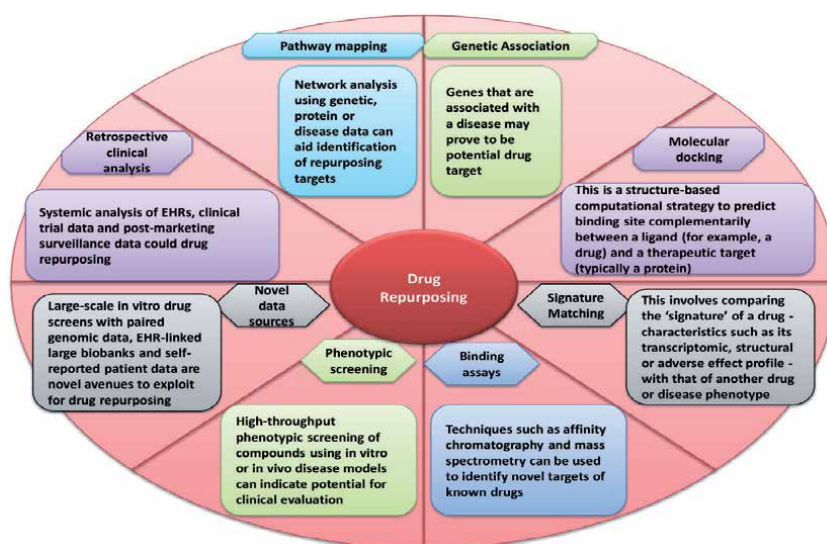 Pathway mapping
Network analysis
using genetic,
protein or
disease data can
aid identification
of repurposing
targets
Genetic Association
Genes that are
associated with
a disease may
prove to be
potential drug
target
Retrospective
clinical
analysis
Systemic analysis of EHRs, clinical
trial data and post-marketing
surveillance data could drug
repurposing
Molecular
docking
This is a structure-based
computational strategy to predict
binding site complementarily
between a ligand (for example, a
drug) and a therapeutic target
(typically a protein)
Drug
Repurposing
Novel
data
sources
Large-scale in vitro drug
screens with paired
genomic data, EHR-linked
large biobanks and self-
reported patient data are
novel avenues to exploit
for drug repurposing
Signature
Matching
This involves comparing
the ‘signature’ of a drug -
characteristics such as its
transcriptomic, structural
or adverse effect profile -
with that of another drug
or disease phenotype
Phenotypic
screening
High-throughput
phenotypic screening of
compounds using in vitro
or in vivo disease models
can indicate potential for
clinical evaluation
Binding
assays
Techniques such as affinity
chromatography and mass
spectrometry can be used
to identify novel targets of
known drugs